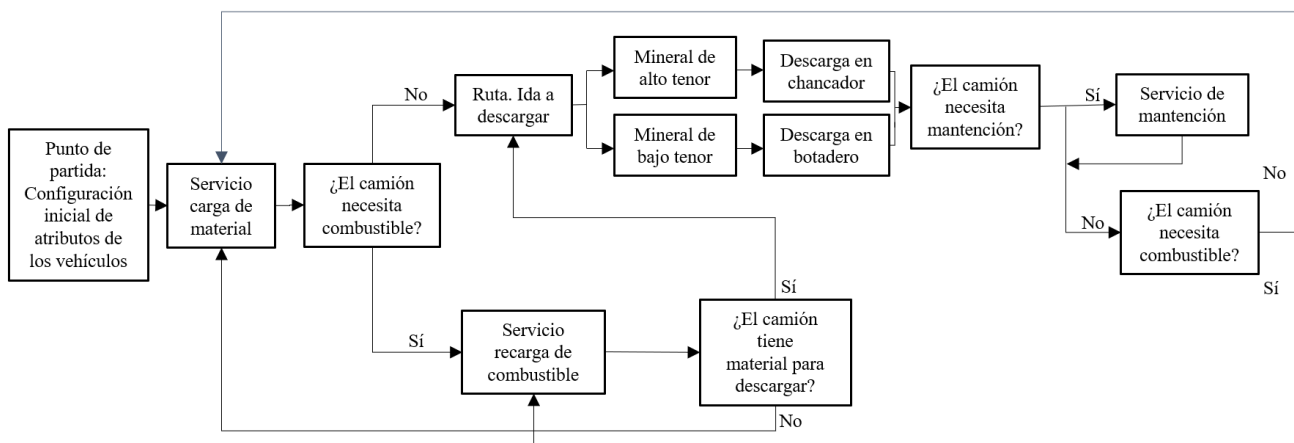 Punto de
partida:
Configuración
inicial de
atributos de
los vehículos
Servicio
carga de
material
¿El camión
necesita
combustible?
No
Ruta. Ida a
descargar
Mineral de
alto tenor
Descarga en
chancador
Mineral de
bajo tenor
Descarga en
botadero
¿El camión
necesita
mantención?
Sí
Servicio de
mantención
No
¿El camión
necesita
combustible?
No
Sí
Sí
Servicio
recarga de
combustible
¿El camión
tiene
material para
descargar?
Sí
No